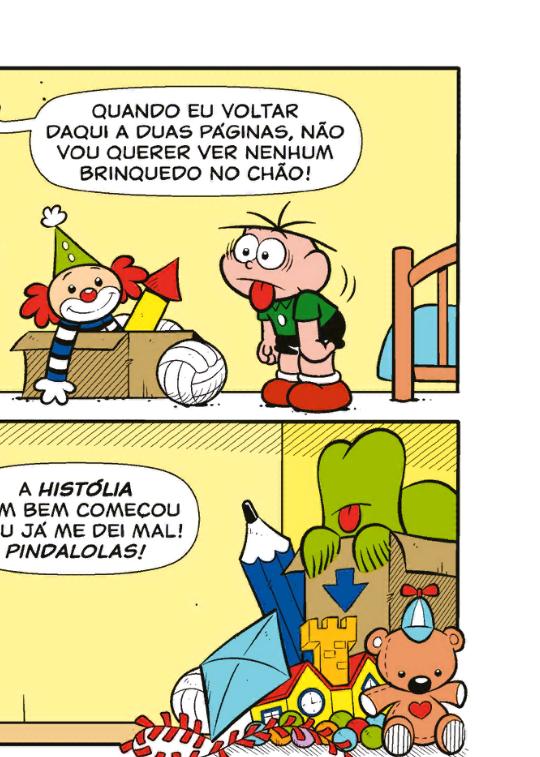 QUANDO EU VOLTAR
DAQUI A DUAS PÁGINAS, NÃO
VOU QUERER VER NENHUM
BRINQUEDO NO CHÃO!
A HISTÓLIA
M BEM COMEÇOU
U JÁ ME DEI MAL!
PINDALOLAS!